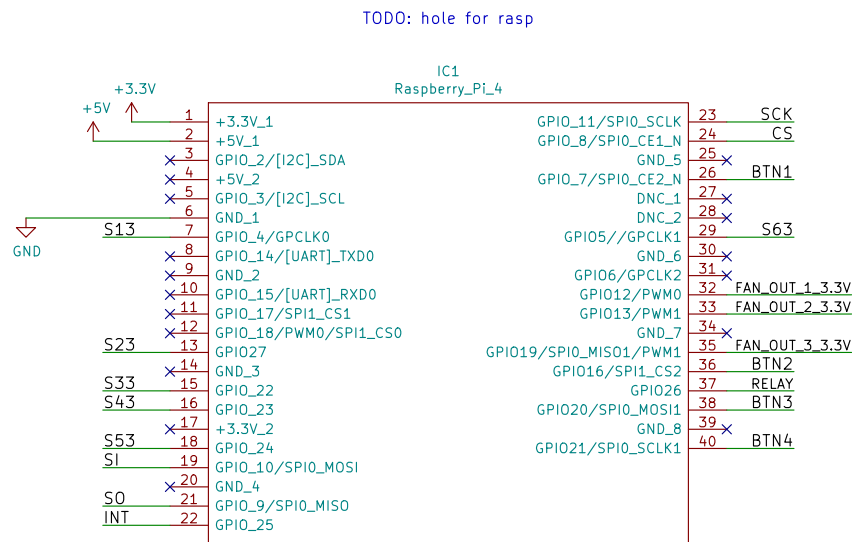 TODO: hole for rasp
IC1
Raspberry_Pi_4
+3.3V
+5V
GND
1 +3.3V_1
2 +5V_1
3 GPIO_2/[I2C]_SDA
4 +5V_2
5 GPIO_3/[I2C]_SCL
6 GND_1
S13 7 GPIO_4/GPCLK0
8 GPIO_14/[UART]_TXD0
9 GND_2
10 GPIO_15/[UART]_RXD0
11 GPIO_17/SPI1_CS1
12 GPIO_18/PWM0/SPI1_CS0
S23 13 GPIO27
14 GND_3
S33 15 GPIO_22
S43 16 GPIO_23
17 +3.3V_2
S53 18 GPIO_24
SI 19 GPIO_10/SPI0_MOSI
20 GND_4
SO 21 GPIO_9/SPI0_MISO
INT 22 GPIO_25
GPIO_11/SPI0_SCLK 23 SCK
GPIO_8/SPI0_CE1_N 24 CS
GND_5 25
GPIO_7/SPI0_CE2_N 26 BTN1
DNC_1 27
DNC_2 28
GPIO5//GPCLK1 29 S63
GND_6 30
GPIO6/GPCLK2 31
GPIO12/PWM0 32 FAN_OUT_1_3.3V
GPIO13/PWM1 33 FAN_OUT_2_3.3V
GND_7 34
GPIO19/SPI0_MISO1/PWM1 35 FAN_OUT_3_3.3V
GPIO16/SPI1_CS2 36 BTN2
GPIO26 37 RELAY
GPIO20/SPI0_MOSI1 38 BTN3
GND_8 39
GPIO21/SPI0_SCLK1 40 BTN4